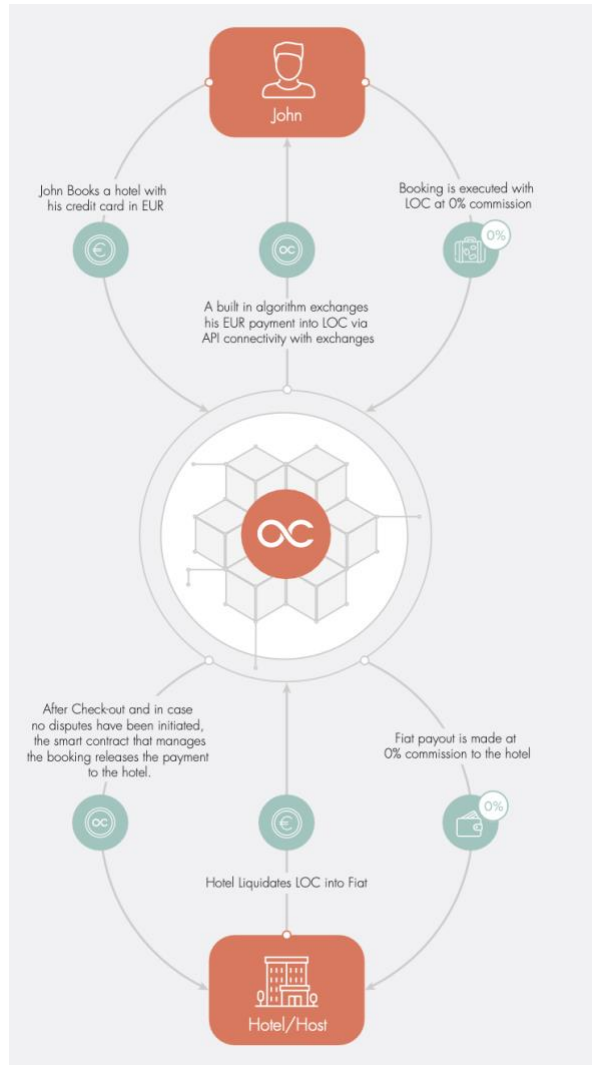 John
John Books a hotel with
his credit card in EUR
Booking is executed with
LOC at 0% commission
0%
A built in algorithm exchanges
his EUR payment into LOC via
API connectivity with exchanges
After Check-out and in case
no disputes have been initiated,
the smart contract that manages
the booking releases the payment
to the hotel.
Fiat payout is made at
0% commission to the hotel
0%
Hotel Liquidates LOC into Fiat
Hotel/Host